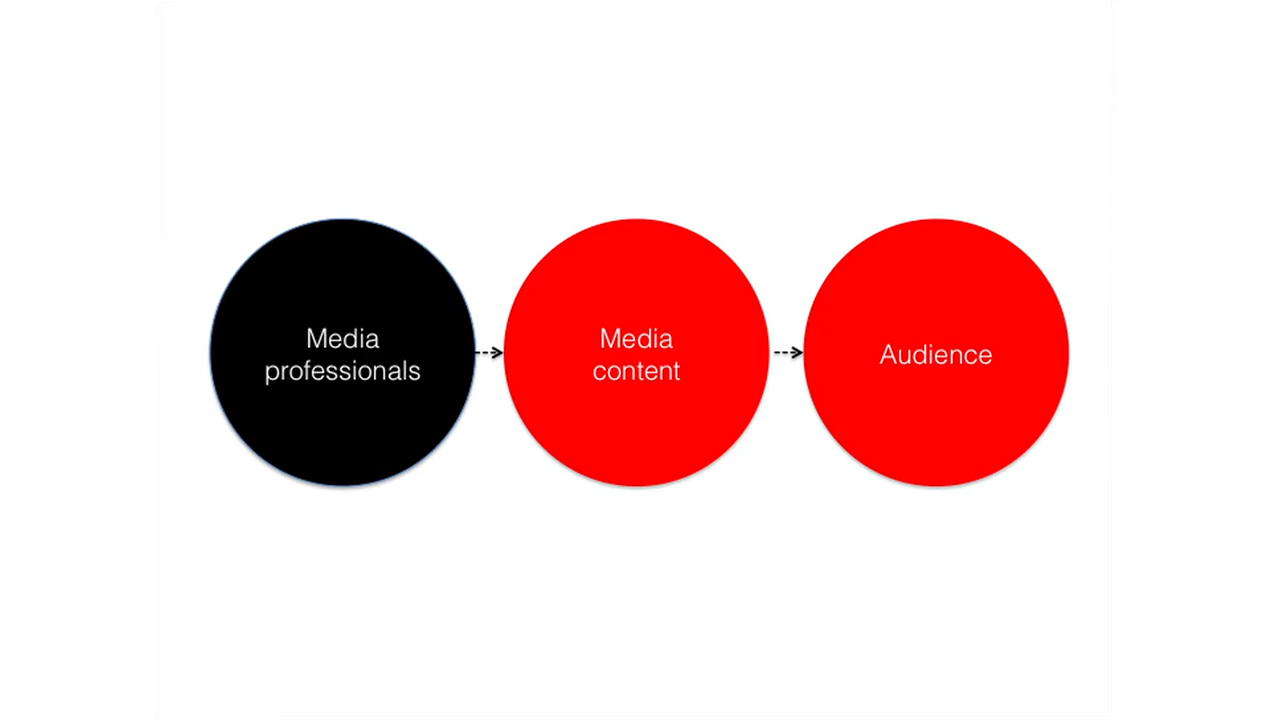 Media
professionals
Media
content
Audience